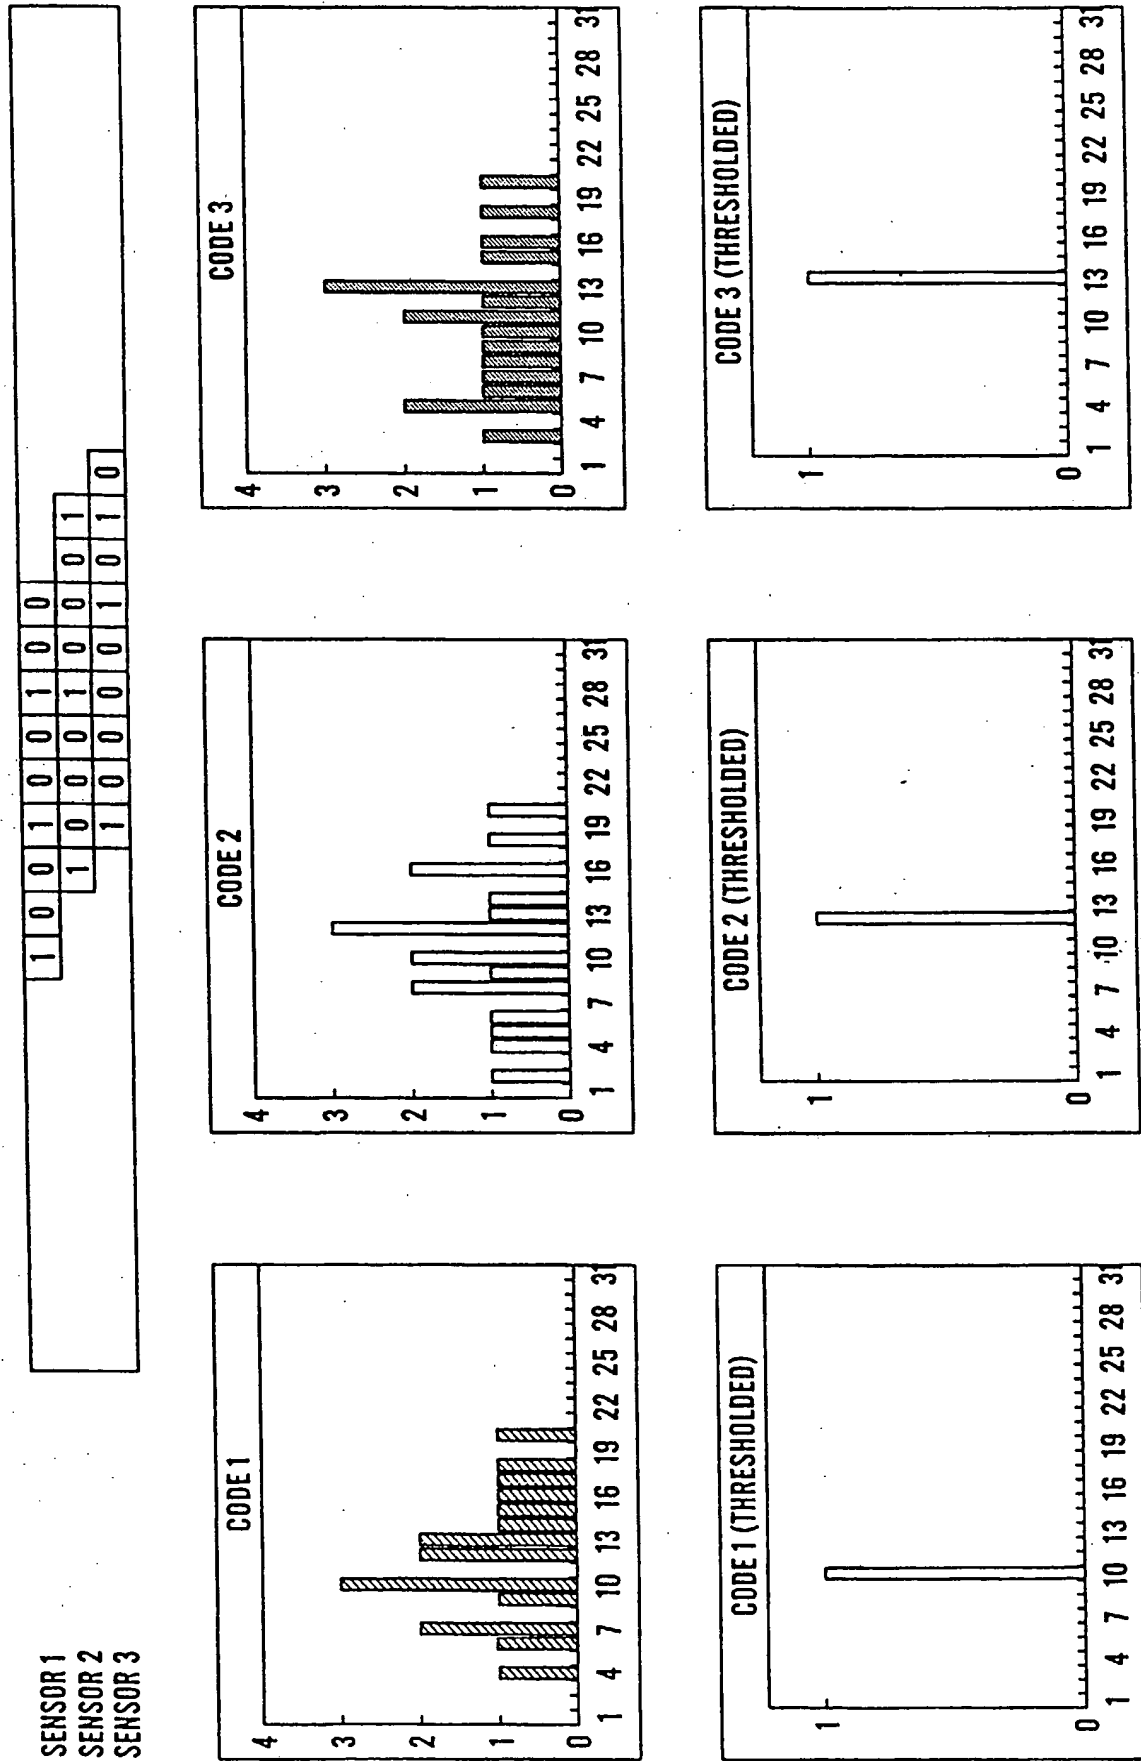 SENSOR 1 1 0 0 1 0 0 1 0 0
SENSOR 2 1 0 0 0 1 0 0 0 1
SENSOR 3 1 0 0 0 0 1 0 1 0
CODE 1
4
3
2
1
0
1 4 7 10 13 16 19 22 25 28 31
CODE 2
4
3
2
1
0
1 4 7 10 13 16 19 22 25 28 31
CODE 3
4
3
2
1
0
1 4 7 10 13 16 19 22 25 28 31
CODE 1 (THRESHOLDED)
1
0
1 4 7 10 13 16 19 22 25 28 31
CODE 2 (THRESHOLDED)
1
0
1 4 7 10 13 16 19 22 25 28 31
CODE 3 (THRESHOLDED)
1
0
1 4 7 10 13 16 19 22 25 28 31